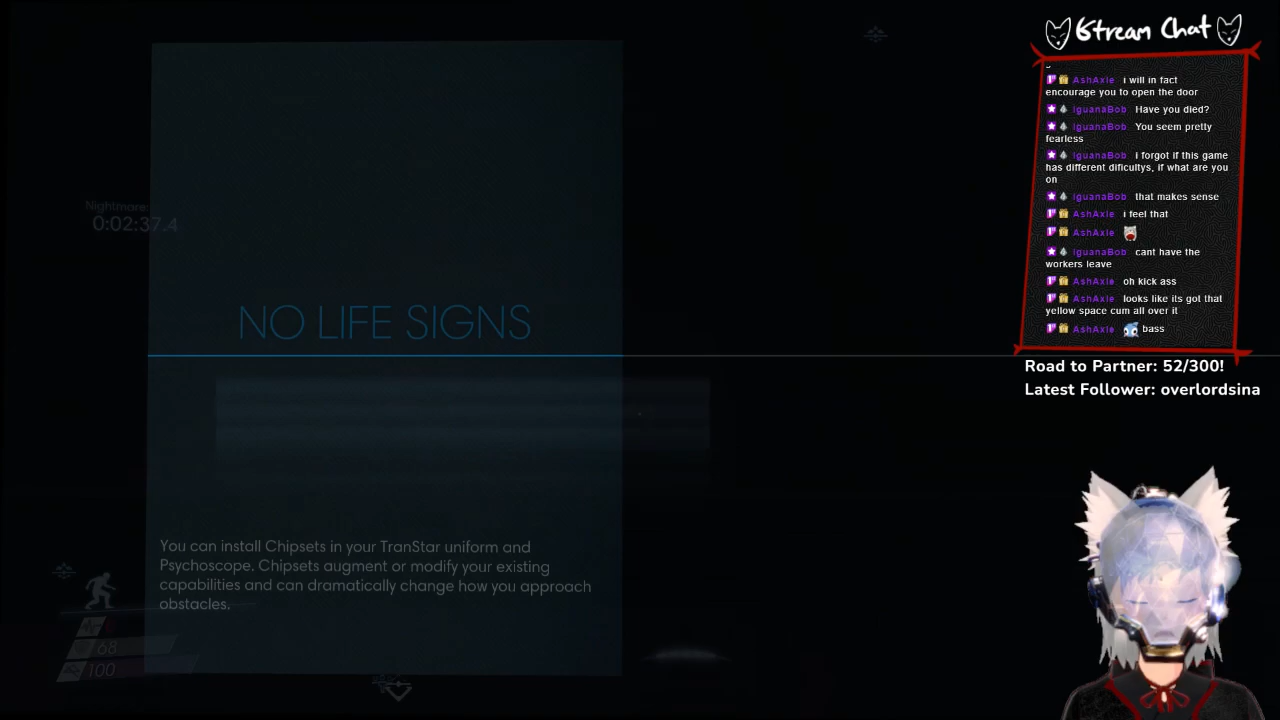 Stream Chat
AshAxle i will in fact
encourage you to open the door
IguanaBob Have you died?
IguanaBob You seem pretty
fearless
IguanaBob I forgot if this game
has different dificultys, if what are you
on
IguanaBob that makes sense
AshAxle i feel that
AshAxle
IguanaBob cant have the
workers leave
AshAxle oh kick ass
AshAxle looks like its got that
yellow space cum all over it
AshAxle bass
Road to Partner: 52/300!
Latest Follower: overlordsina
Nightmare:
0:02:37.4
NO LIFE SIGNS
You can install Chipsets in your TranStar uniform and
Psychoscope. Chipsets augment or modify your existing
capabilities and can dramatically change how you approach
obstacles.
68
100